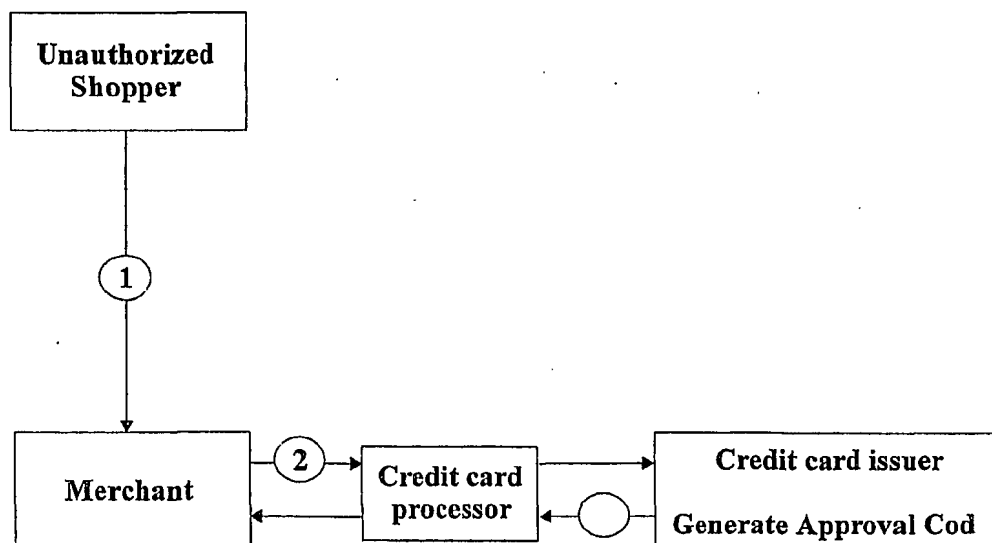 Unauthorized
Shopper
1
Merchant
2
Credit card
processor
Credit card issuer
Generate Approval Cod